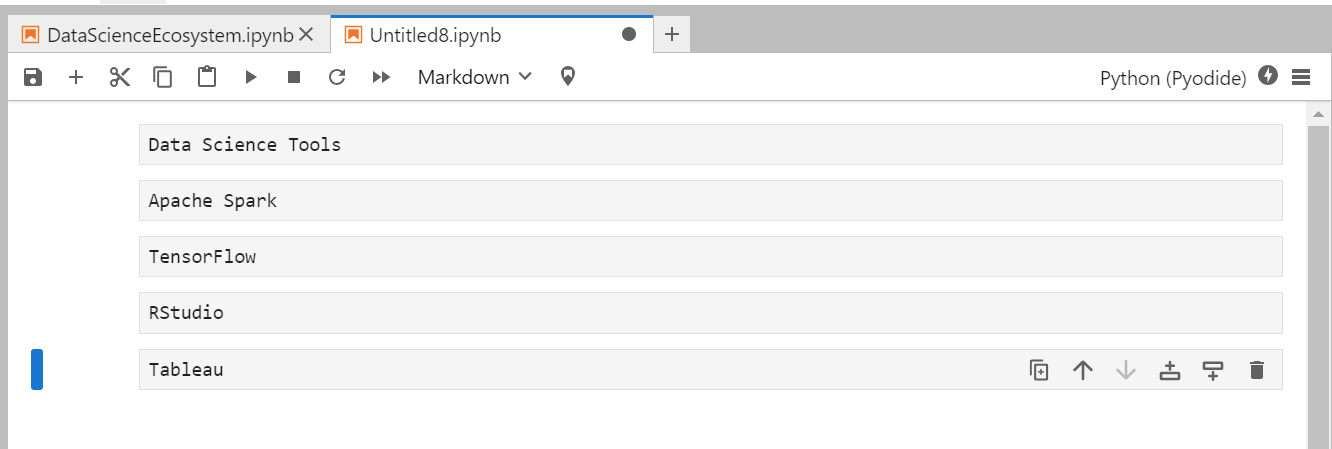 DataScienceEcosystem.ipynb Untitled8.ipynb
Markdown Python (Pyodide)
Data Science Tools
Apache Spark
TensorFlow
RStudio
Tableau